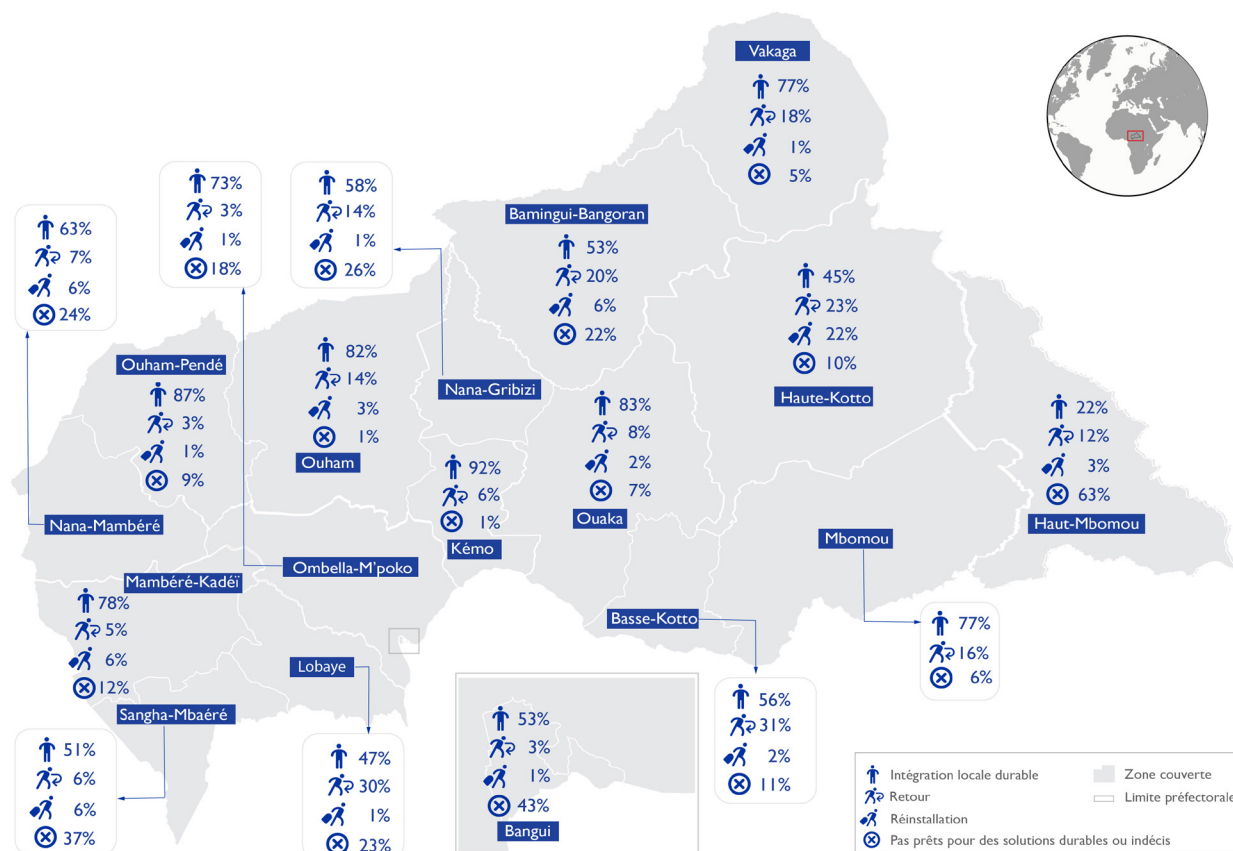 Vakaga
77%
18%
1%
5%
73%
3%
1%
18%
58%
14%
1%
26%
63%
7%
6%
24%
Bamingui-Bangoran
53%
20%
6%
22%
45%
23%
22%
10%
Haute-Kotto
Ouham-Pendé
87%
3%
1%
9%
82%
14%
3%
1%
Ouham
Nana-Gribizi
83%
8%
2%
7%
Ouaka
22%
12%
3%
63%
Haut-Mbomou
92%
6%
1%
Kémo
Nana-Mambéré
Mbomou
Ombella-M'poko
Mambéré-Kadéï
78%
5%
6%
12%
Basse-Kotto
77%
16%
6%
Lobaye
Sangha-Mbaéré
56%
31%
2%
11%
53%
3%
1%
43%
Bangui
51%
6%
6%
37%
47%
30%
1%
23%
Intégration locale durable
Retour
Réinstallation
Pas prêts pour des solutions durables ou indécis
Zone couverte
Limite préfectorale